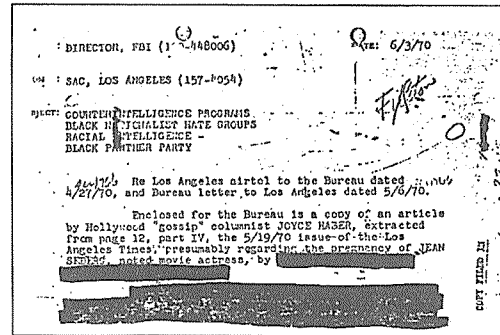 : DIRECTOR, FBI DATE: 6/3/70
: SAC, LOS ANGELES (157-4054)
COUNTERINTELLIGENCE PROGRAMS
BLACK NATIONALIST HATE GROUPS
RACIAL INTELLIGENCE -
BLACK PANTHER PARTY
Re Los Angeles airtel to the Bureau dated
4/27/70, and Bureau letter to Los Angeles dated 5/6/70.
Enclosed for the Bureau is a copy of an article
by Hollywood "gossip" columnist JOYCE HABER, extracted
from page 12, part IV, the 5/19/70 issue of the Los
Angeles Times presumably regarding the pregnancy of JEAN
SEBERG, noted movie actress, by
COPY FILED IN